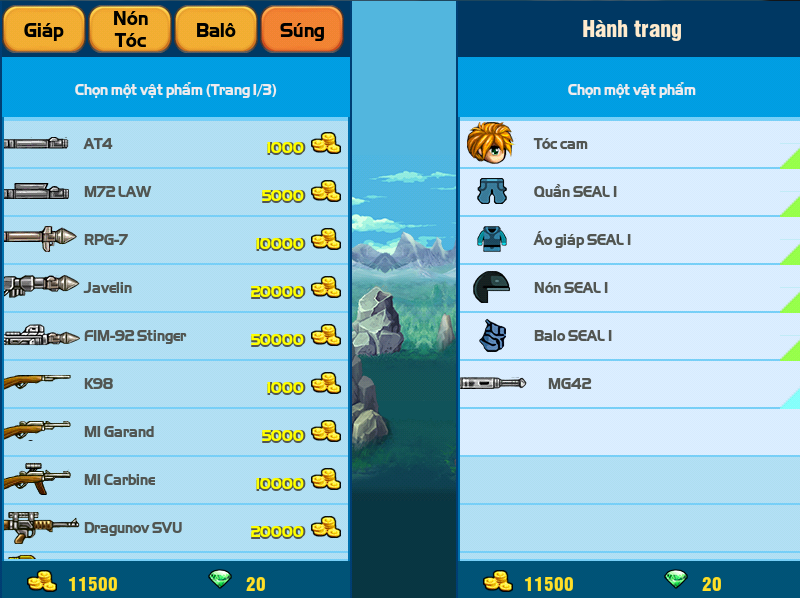 Giáp
Nón
Tóc
Balô
Súng
Chọn một vật phẩm (Trang 1/3)
AT4 1000
M72 LAW 5000
RPG-7 10000
Javelin 20000
FIM-92 Stinger 50000
K98 1000
M1 Garand 5000
M1 Carbine 10000
Dragunov SVU 20000
11500 20
Hành trang
Chọn một vật phẩm
Tóc cam
Quần SEAL 1
Áo giáp SEAL 1
Nón SEAL 1
Balo SEAL 1
MG42
11500 20